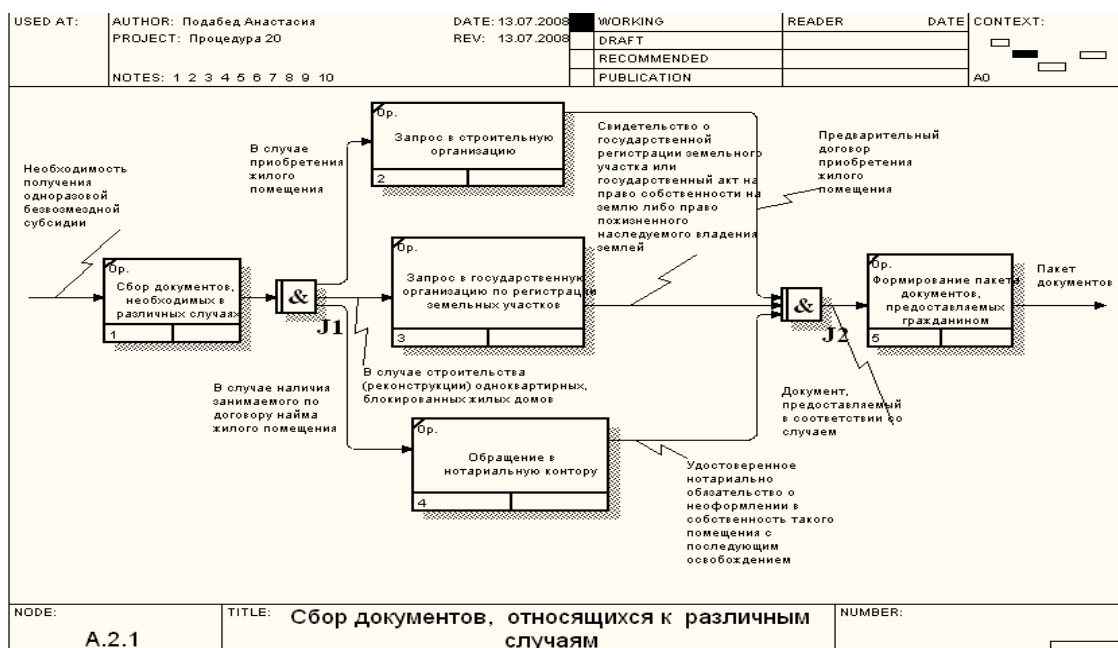 USED AT:
AUTHOR: Подабед Анастасия
DATE: 13.07.2008
WORKING
READER
DATE
CONTEXT:
PROJECT: Процедура 20
REV: 13.07.2008
DRAFT
RECOMMENDED
NOTES: 1 2 3 4 5 6 7 8 9 10
PUBLICATION
A0
Необходимость
получения
одноразовой
безвозмездной
субсидии
0р.
Сбор документов,
необходимых в
различных случаях
1
&
J1
В случае
приобретения
жилого
помещения
0р.
Запрос в строительную
организацию
2
Свидетельство о
государственной
регистрации земельного
участка или
государственный акт на
право собственности на
землю либо право
пожизненного
наследуемого владения
землей
Предварительный
договор
приобретения
жилого
помещения
0р.
Запрос в государственную
организацию по регистрации
земельных участков
3
В случае строительства
(реконструкции) одноквартирных,
блокированных жилых домов
В случае наличия
занимаемого по
договору найма
жилого помещения
0р.
Обращение в
нотариальную контору
4
Удостоверенное
нотариально
обязательство о
неоформлении в
собственность такого
помещения с
последующим
освобождением
&
J2
Документ,
предоставляемый
в соответствии со
случаем
0р.
Формирование пакета
документов,
предоставляемых
гражданином
5
Пакет
документов
NODE:
A.2.1
TITLE:
Сбор документов, относящихся к различным
случаям
NUMBER: